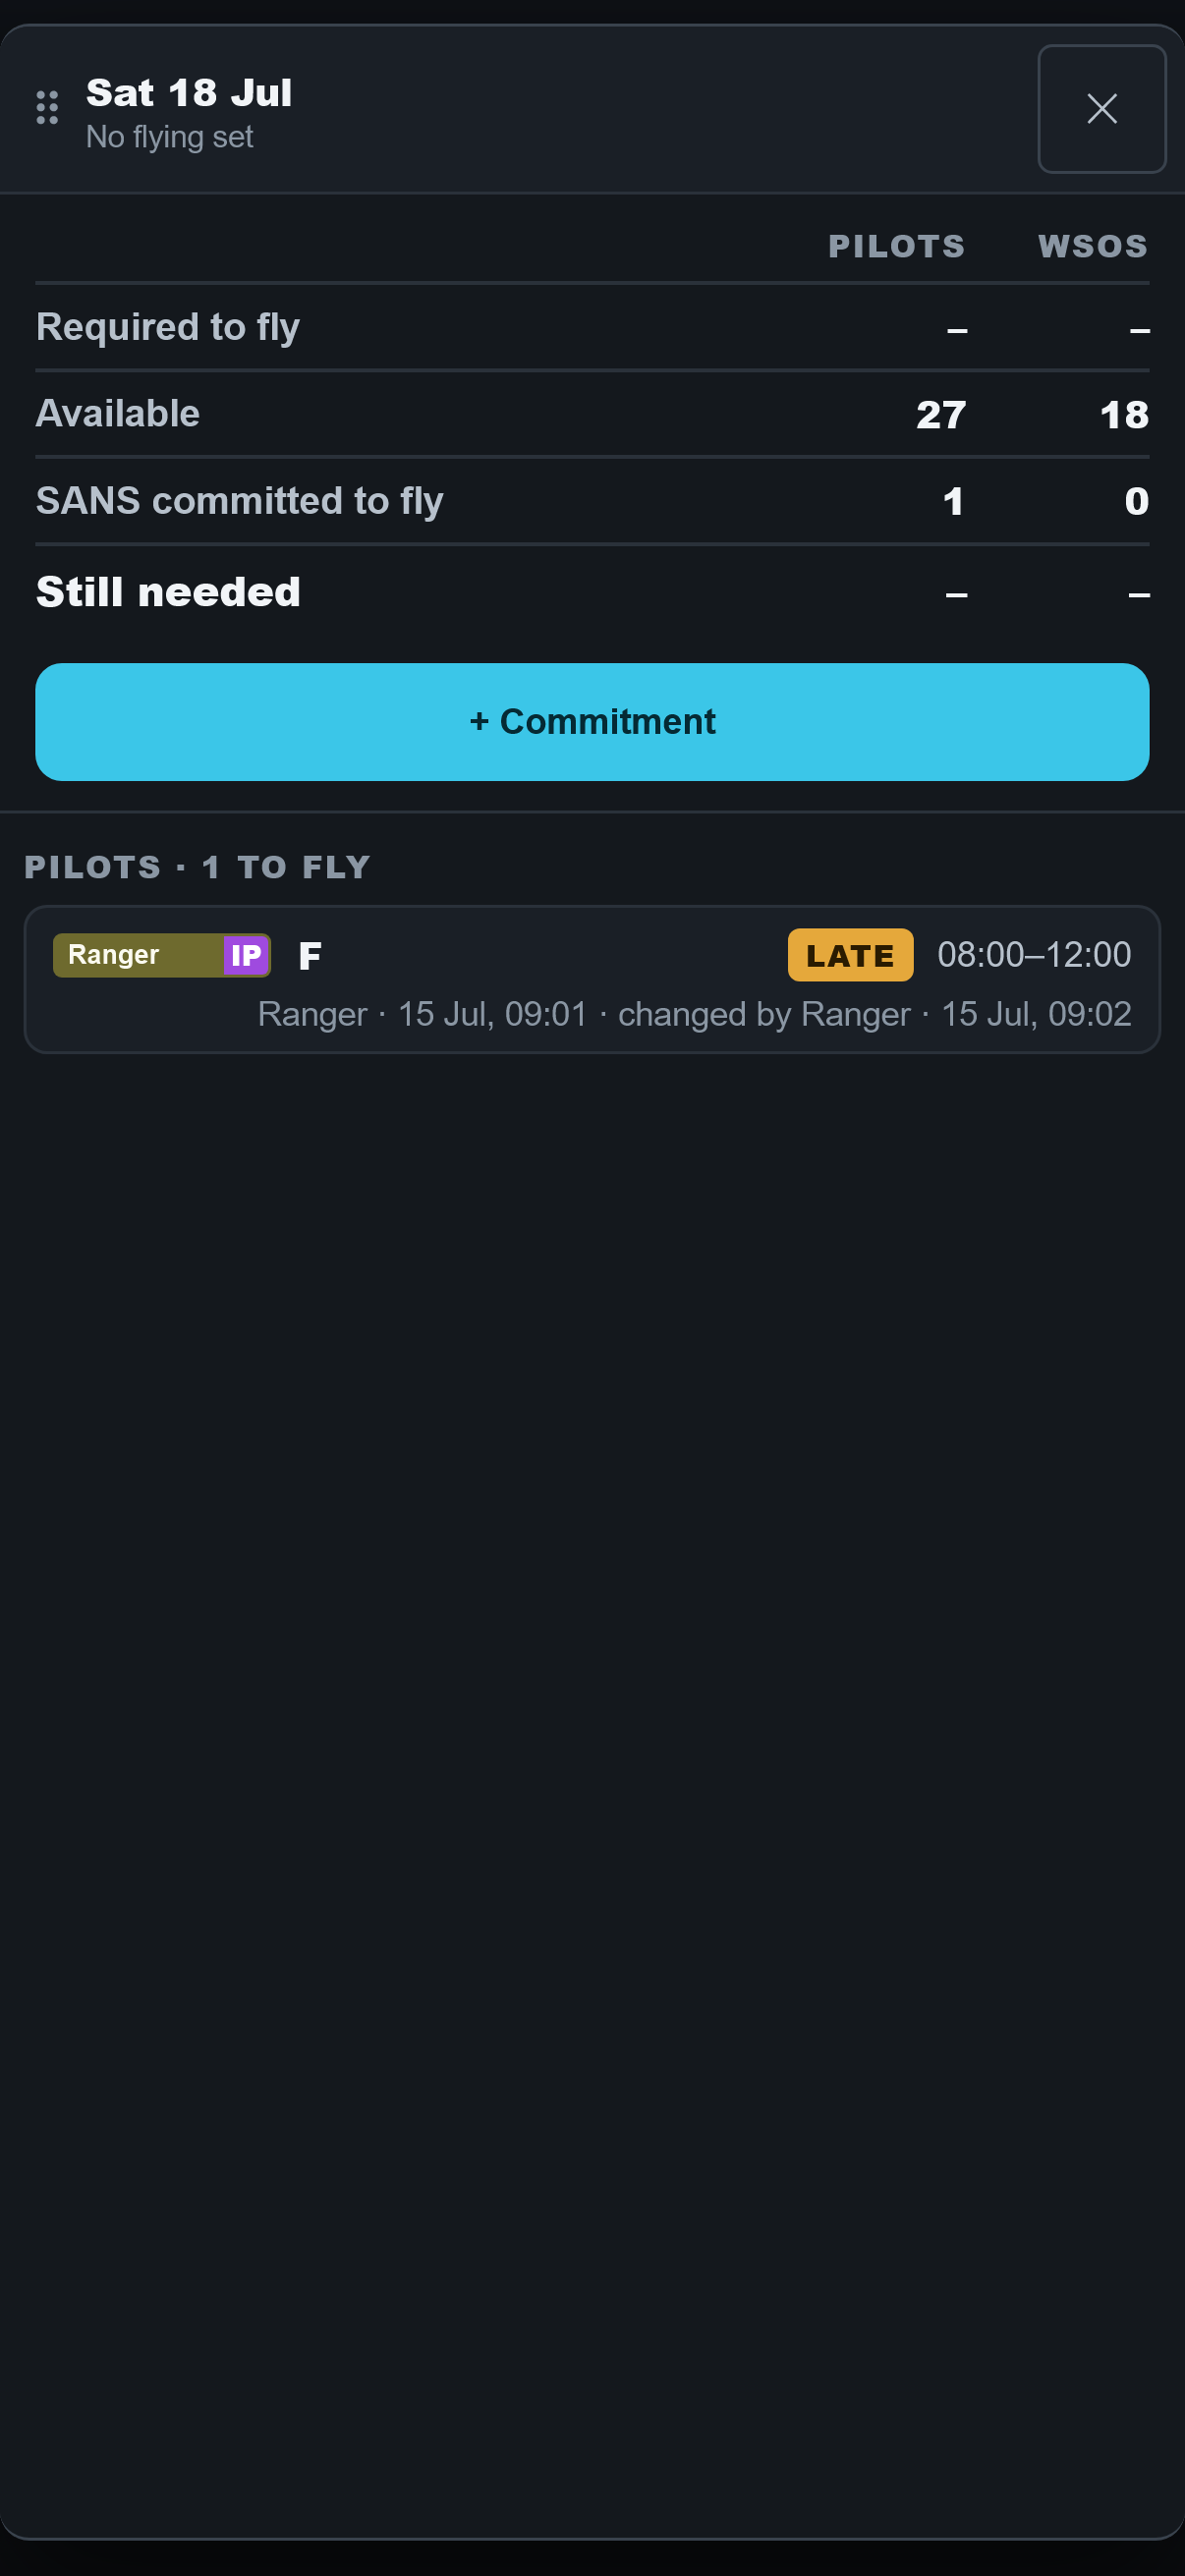 Sat 18 Jul
No flying set
PILOTS WSOS
Required to fly – –
Available 27 18
SANS committed to fly 1 0
Still needed – –
+ Commitment
PILOTS · 1 TO FLY
Ranger IP F LATE 08:00–12:00
Ranger · 15 Jul, 09:01 · changed by Ranger · 15 Jul, 09:02